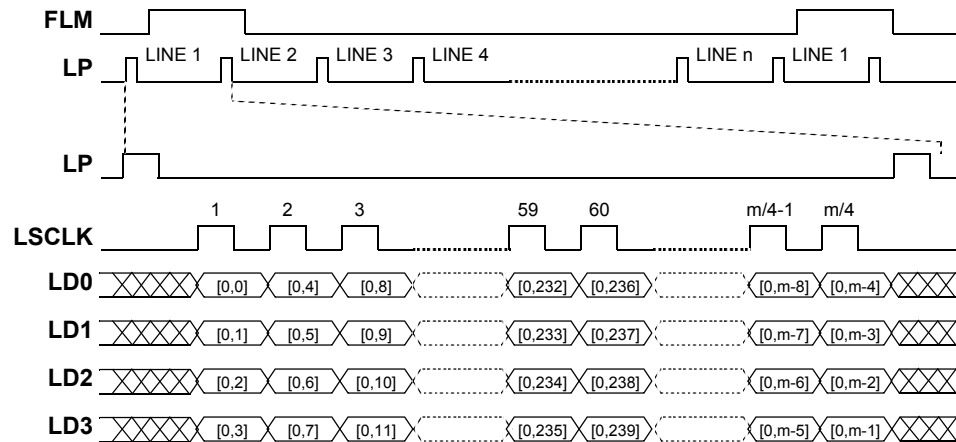 FLM
LP LINE 1 LINE 2 LINE 3 LINE 4 LINE n LINE 1
LP
1 2 3 59 60 m/4-1 m/4
LSCLK
LD0 [0,0] [0,4] [0,8] [0,232] [0,236] [0,m-8] [0,m-4]
LD1 [0,1] [0,5] [0,9] [0,233] [0,237] [0,m-7] [0,m-3]
LD2 [0,2] [0,6] [0,10] [0,234] [0,238] [0,m-6] [0,m-2]
LD3 [0,3] [0,7] [0,11] [0,235] [0,239] [0,m-5] [0,m-1]